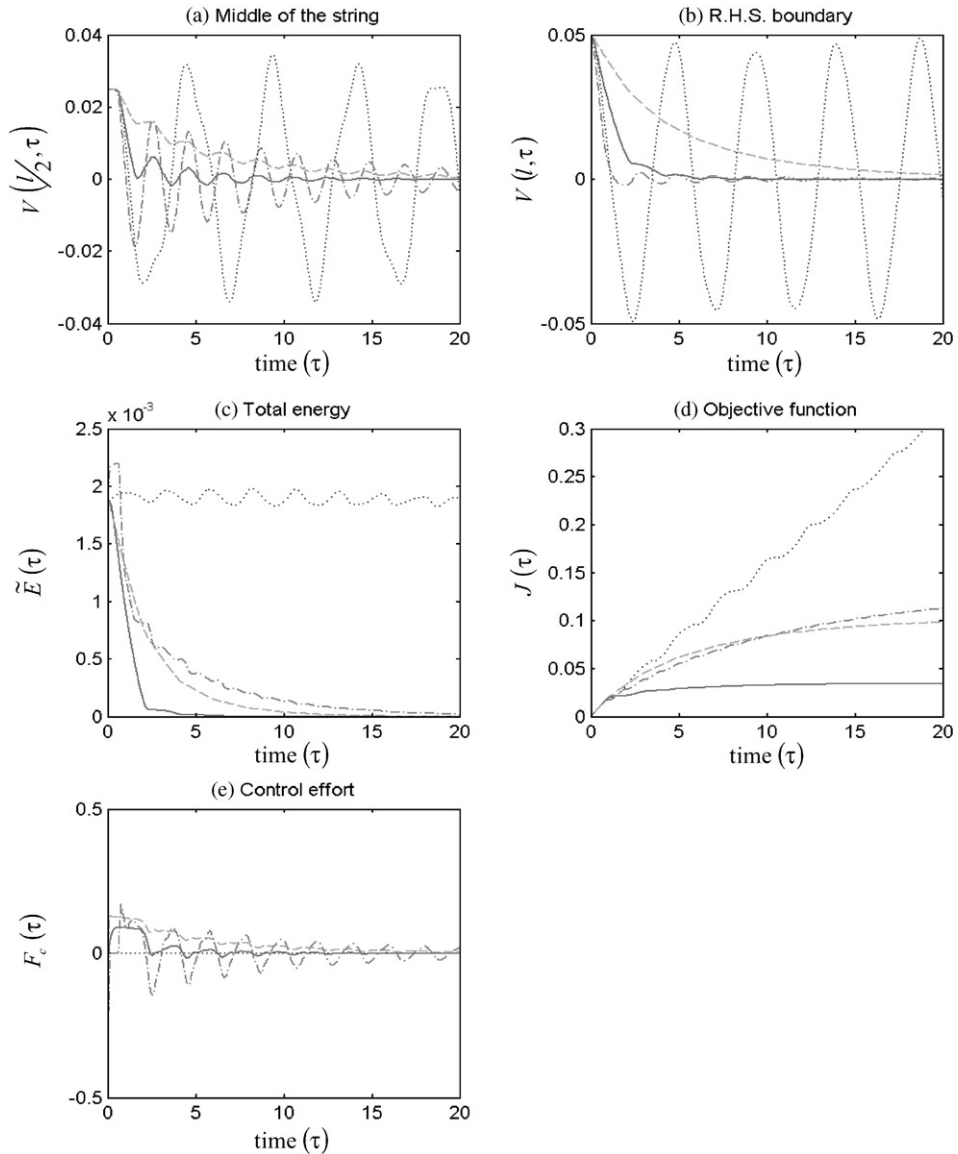 (a) Middle of the string
0.04
0.02
0
-0.02
-0.04
V (l/2, τ)
0 5 10 15 20
time (τ)
(b) R.H.S. boundary
0.05
0
-0.05
V (l, τ)
0 5 10 15 20
time (τ)
(c) Total energy
x 10⁻³
2.5
2
1.5
1
0.5
0
Ẽ (τ)
0 5 10 15 20
time (τ)
(d) Objective function
0.3
0.25
0.2
0.15
0.1
0.05
0
J (τ)
0 5 10 15 20
time (τ)
(e) Control effort
0.5
0
-0.5
F_c (τ)
0 5 10 15 20
time (τ)